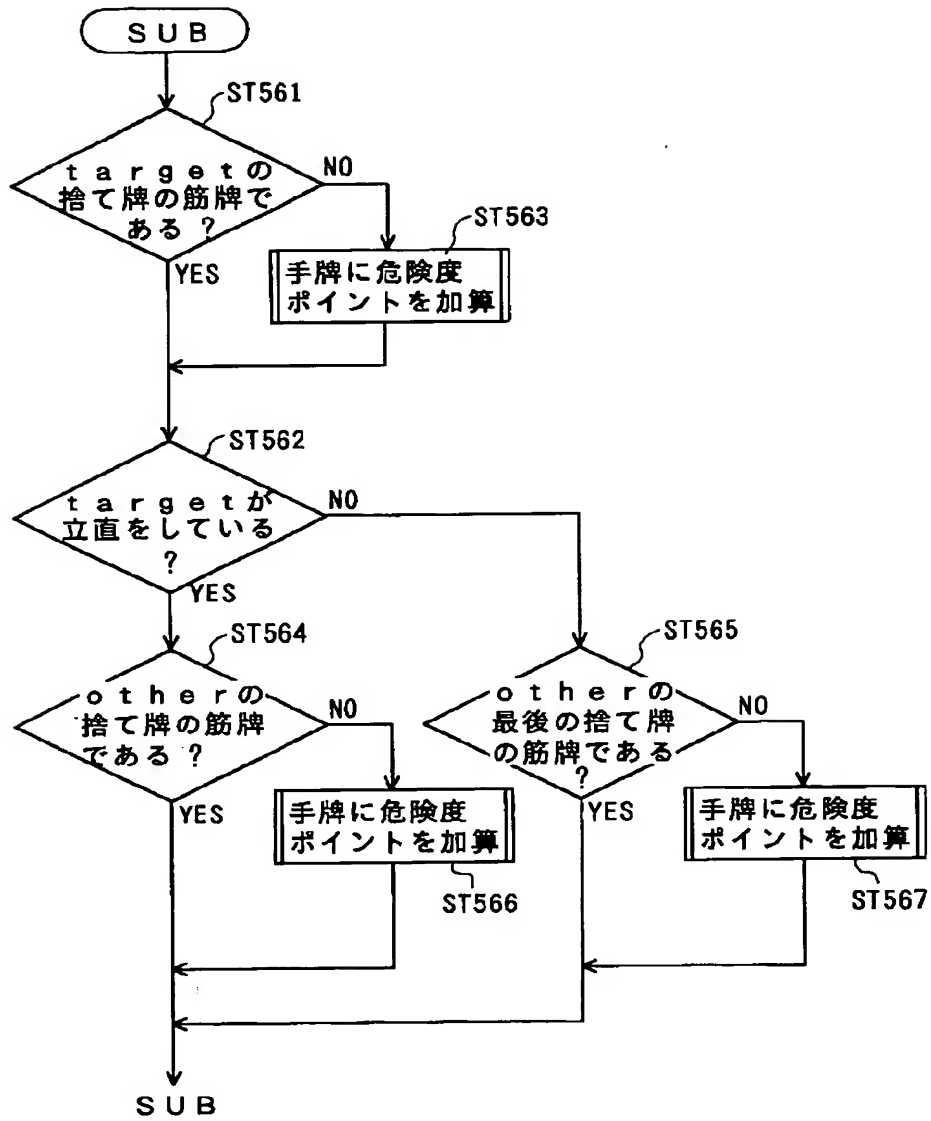 ＳＵＢ
ST561
ｔａｒｇｅｔの
捨て牌の筋牌で
ある？
NO
YES
ST563
手牌に危険度
ポイントを加算
ST562
ｔａｒｇｅｔが
立直をしている
？
NO
YES
ST564
ｏｔｈｅｒの
捨て牌の筋牌
である？
NO
YES
手牌に危険度
ポイントを加算
ST566
ST565
ｏｔｈｅｒの
最後の捨て牌
の筋牌である
？
NO
YES
手牌に危険度
ポイントを加算
ST567
ＳＵＢ